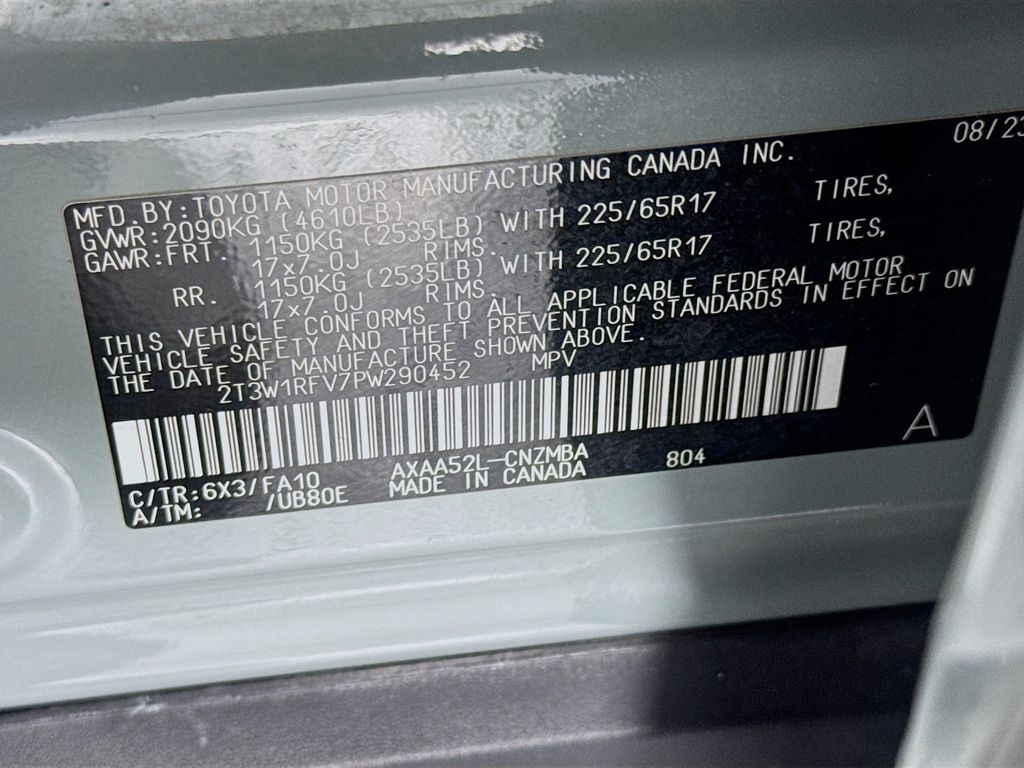 08/23
MFD.BY:TOYOTA MOTOR MANUFACTURING CANADA INC.
GVWR:2090KG (4610LB)
GAWR:FRT. 1150KG (2535LB) WITH 225/65R17 TIRES,
17x7.0J RIMS.
RR. 1150KG (2535LB) WITH 225/65R17 TIRES,
17x7.0J RIMS.
THIS VEHICLE CONFORMS TO ALL APPLICABLE FEDERAL MOTOR
VEHICLE SAFETY AND THEFT PREVENTION STANDARDS IN EFFECT ON
THE DATE OF MANUFACTURE SHOWN ABOVE.
2T3W1RFV7PW290452 MPV
A
C/TR:6X3/FA10 AXAA52L-CNZMBA 804
A/TM: /UB80E MADE IN CANADA